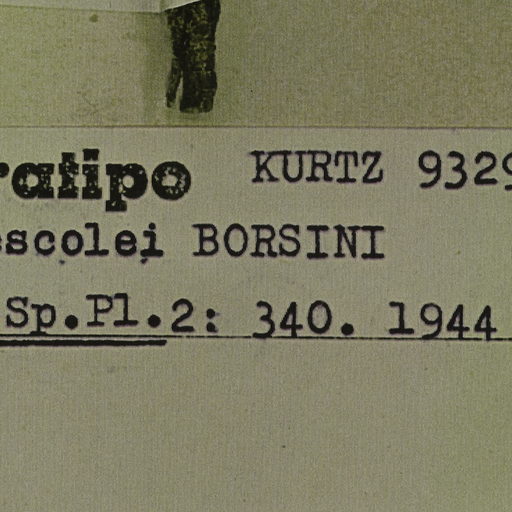 ratipo KURTZ 9329
escolei BORSINI
Sp.Pl.2: 340. 1944